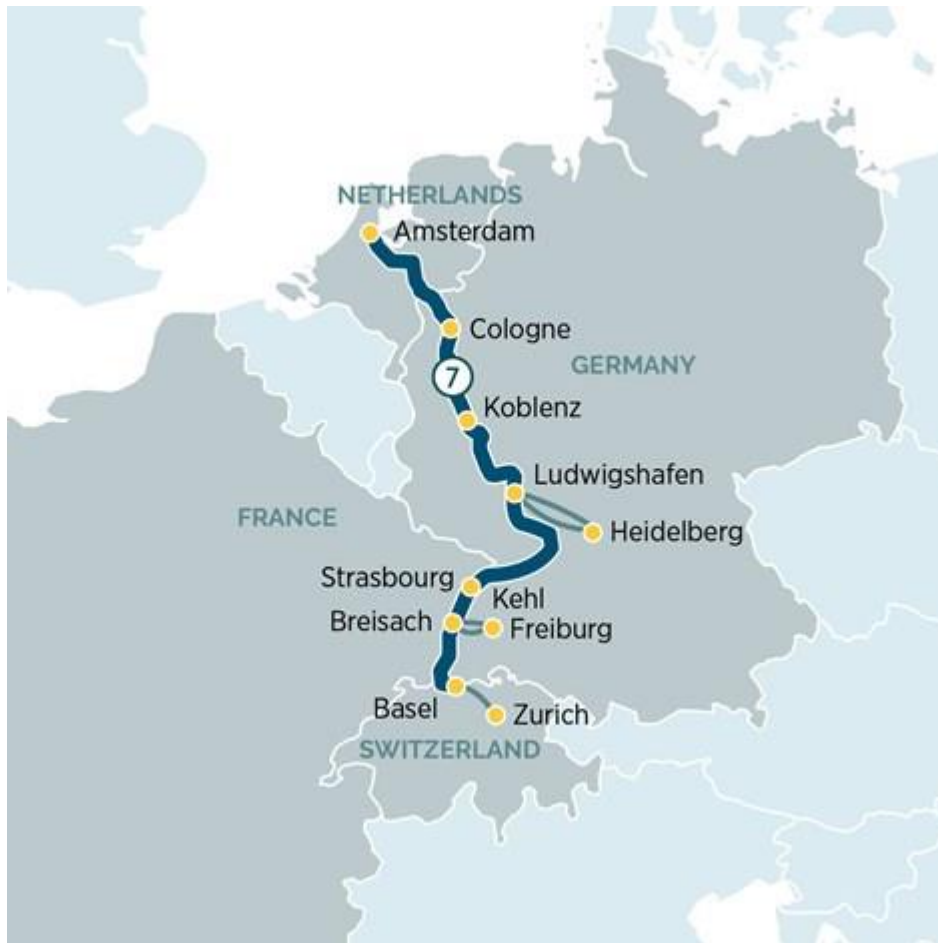 NETHERLANDS
Amsterdam
Cologne
GERMANY
7
Koblenz
Ludwigshafen
FRANCE
Heidelberg
Strasbourg
Kehl
Breisach
Freiburg
Basel
Zurich
SWITZERLAND